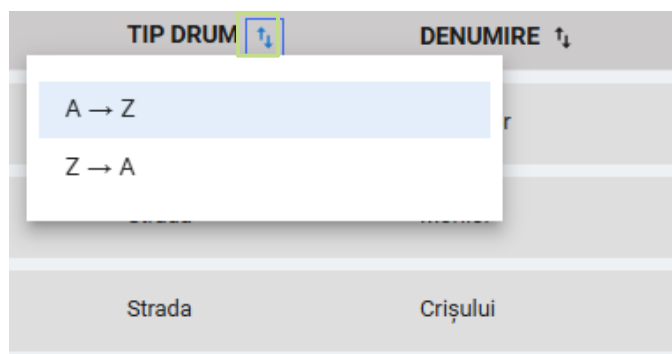 TIP DRUM DENUMIRE
A → Z
Z → A
Strada Crișului